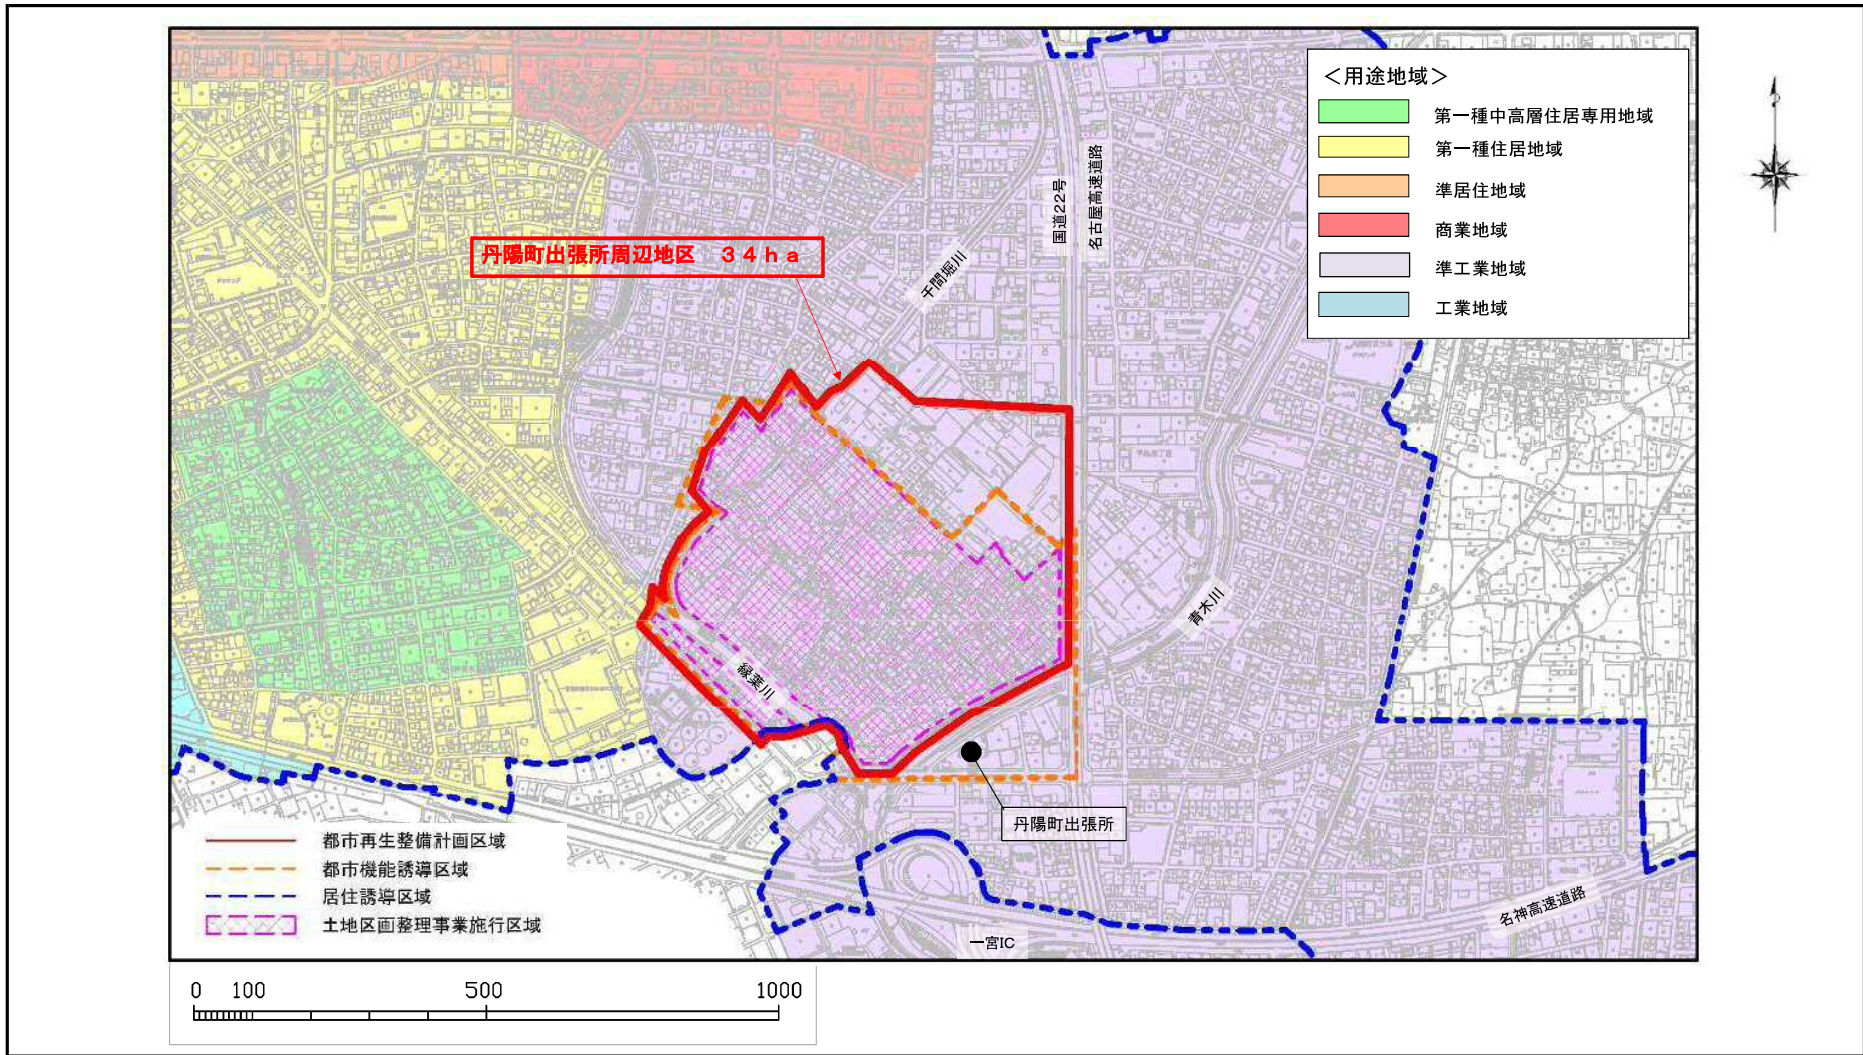 <用途地域>
第一種中高層住居専用地域
第一種住居地域
準居住地域
商業地域
準工業地域
工業地域
国道22号
名古屋高速道路
丹陽町出張所周辺地区　３４ｈａ
千間堀川
青木川
縁葉川
丹陽町出張所
都市再生整備計画区域
都市機能誘導区域
居住誘導区域
土地区画整理事業施行区域
名神高速道路
一宮IC
0 100 500 1000